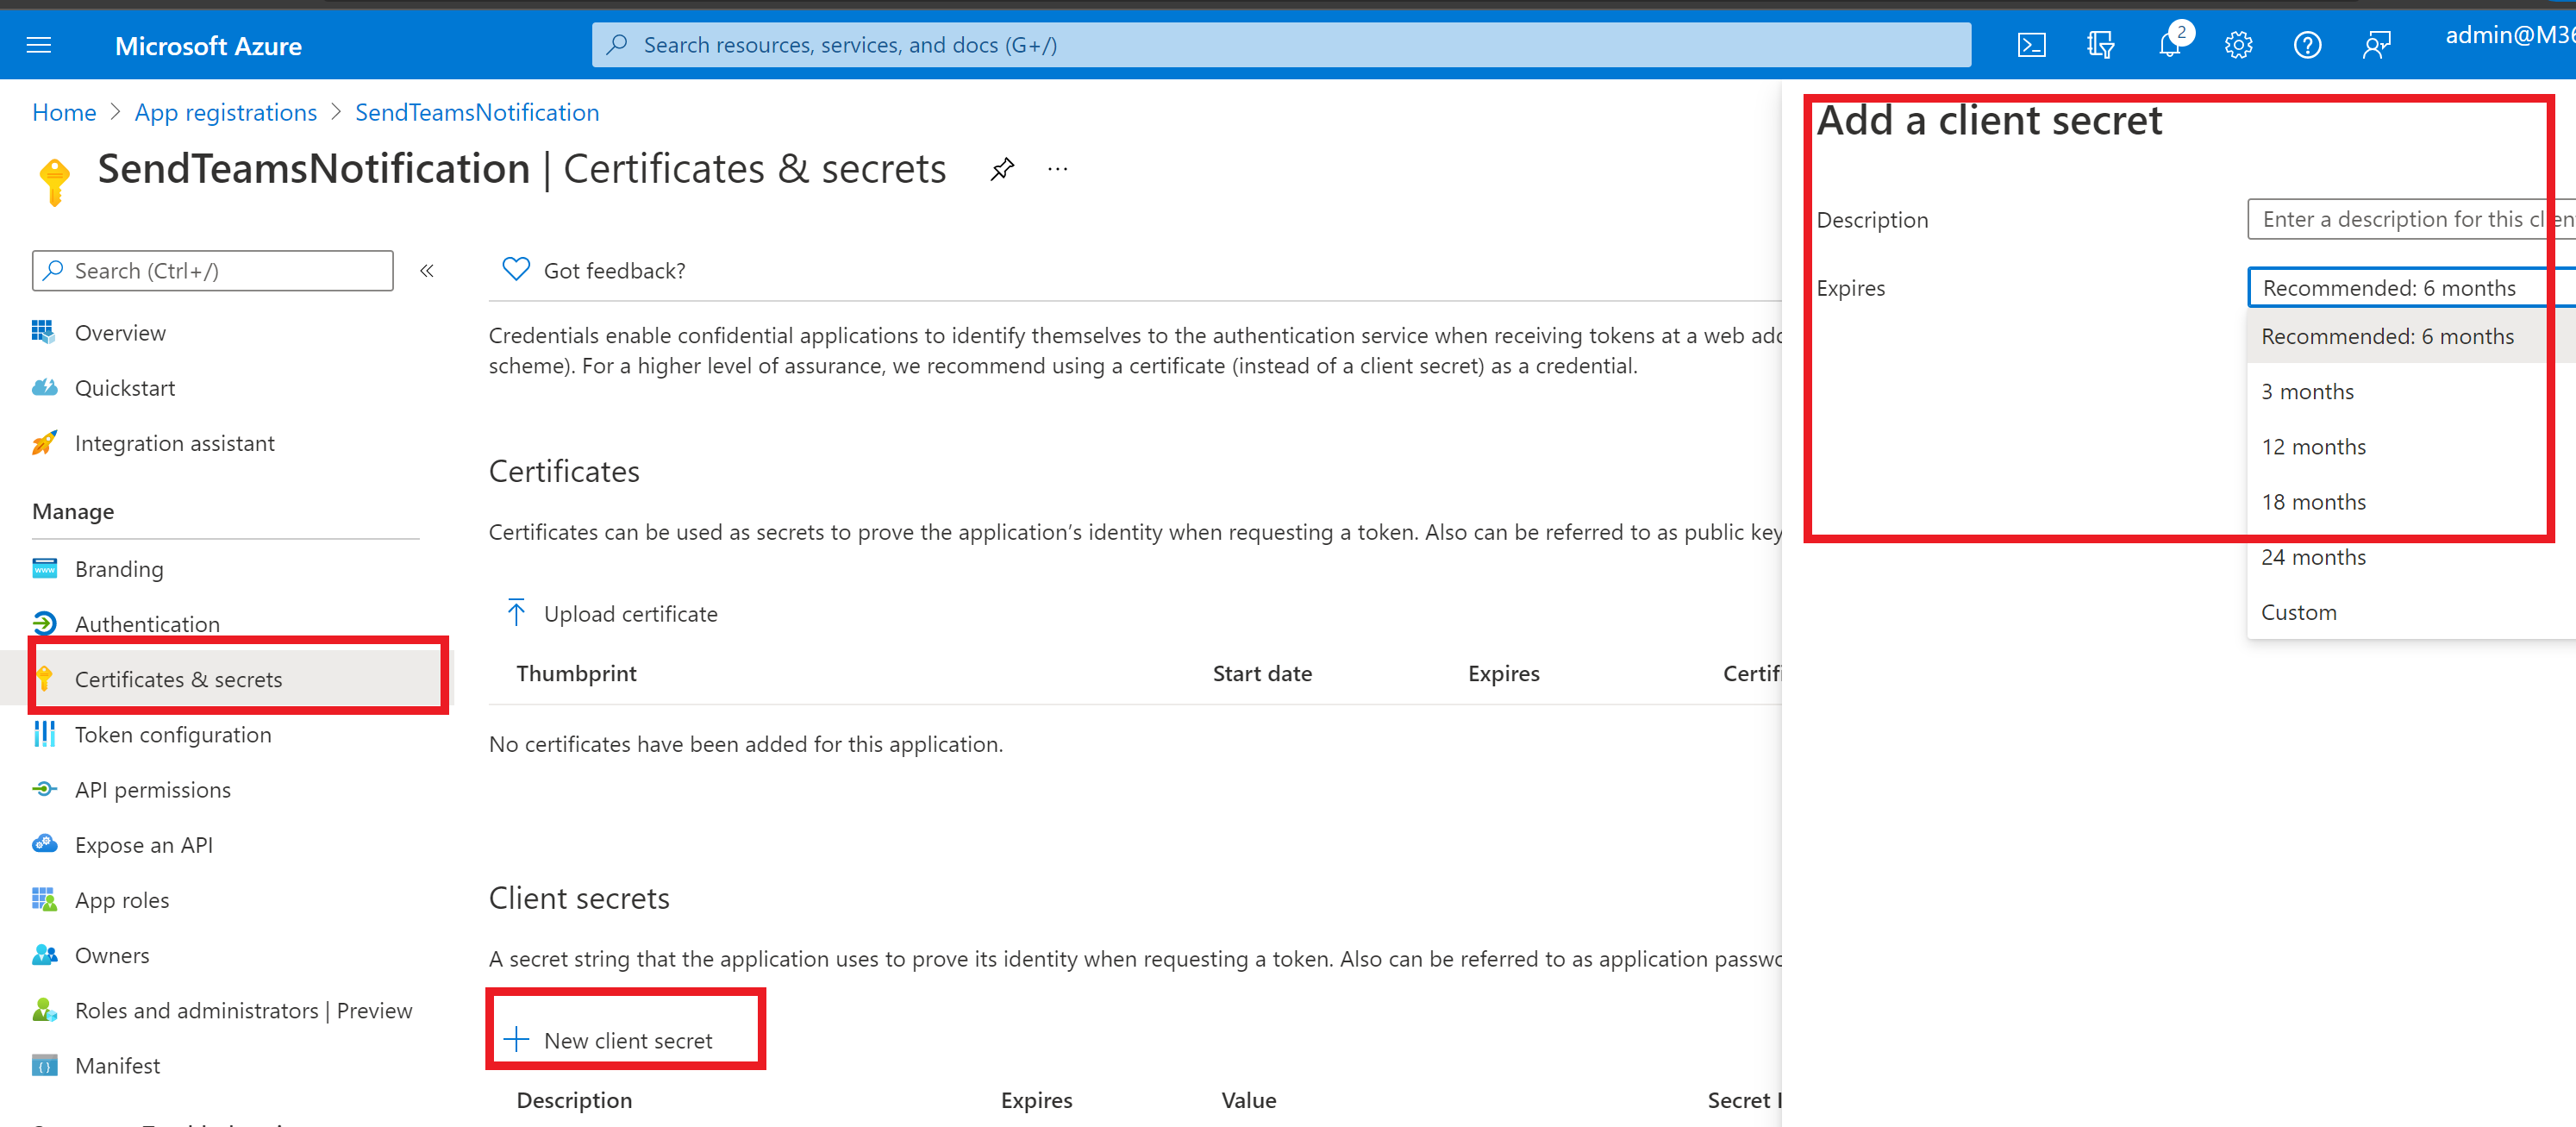 Microsoft Azure
Search resources, services, and docs (G+/)
2
admin@M36
Home > App registrations > SendTeamsNotification
SendTeamsNotification | Certificates & secrets
...
Search (Ctrl+/)
«
Overview
Quickstart
Integration assistant
Manage
Branding
Authentication
Certificates & secrets
Token configuration
API permissions
Expose an API
App roles
Owners
Roles and administrators | Preview
Manifest
Got feedback?
Credentials enable confidential applications to identify themselves to the authentication service when receiving tokens at a web add
scheme). For a higher level of assurance, we recommend using a certificate (instead of a client secret) as a credential.
Certificates
Certificates can be used as secrets to prove the application’s identity when requesting a token. Also can be referred to as public key
Upload certificate
Thumbprint Start date Expires Certifi
No certificates have been added for this application.
Client secrets
A secret string that the application uses to prove its identity when requesting a token. Also can be referred to as application passwo
New client secret
Description Expires Value Secret I
Add a client secret
Description
Enter a description for this clien
Expires
Recommended: 6 months
Recommended: 6 months
3 months
12 months
18 months
24 months
Custom